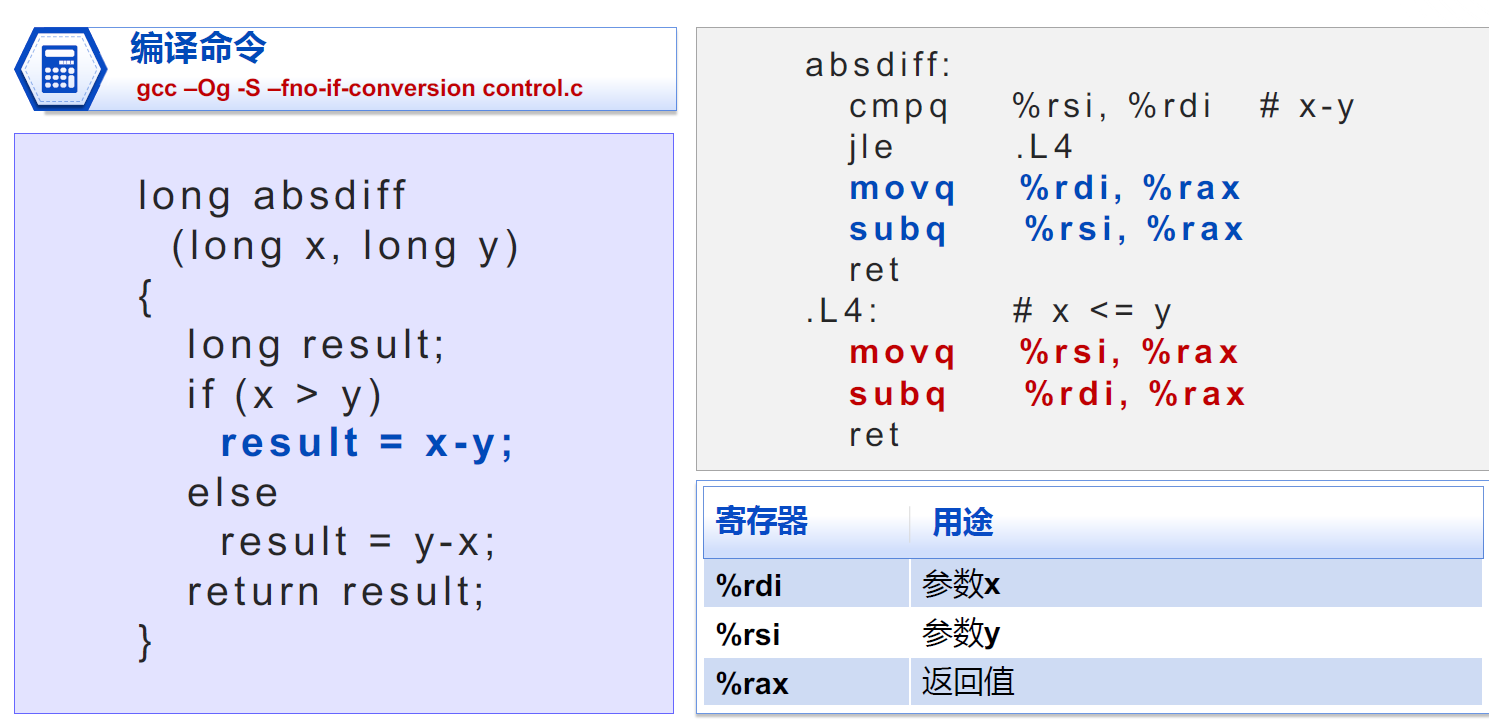 编译命令
gcc –Og -S –fno-if-conversion control.c
long absdiff
(long x, long y)
{
long result;
if (x > y)
result = x-y;
else
result = y-x;
return result;
}
absdiff:
cmpq %rsi, %rdi # x-y
jle .L4
movq %rdi, %rax
subq %rsi, %rax
ret
.L4: # x <= y
movq %rsi, %rax
subq %rdi, %rax
ret
寄存器 用途
%rdi 参数x
%rsi 参数y
%rax 返回值